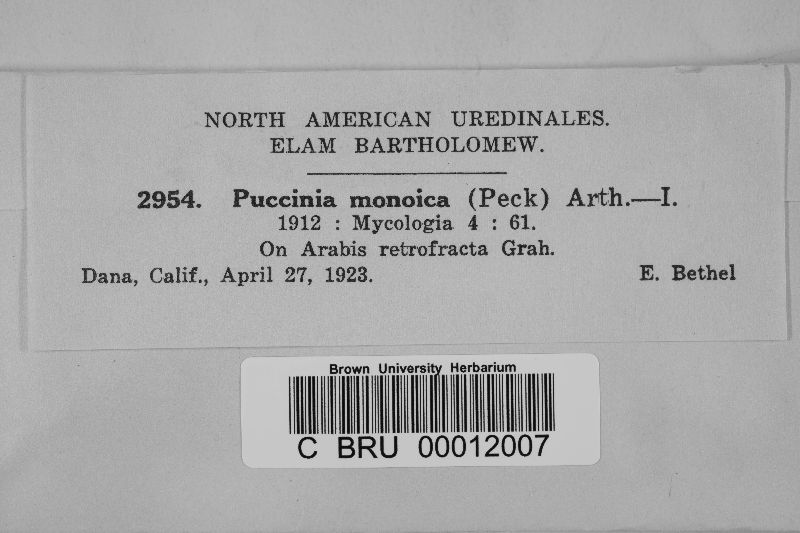 NORTH AMERICAN UREDINALES.
ELAM BARTHOLOMEW.
2954. Puccinia monoica (Peck) Arth.—I.
1912 : Mycologia 4 : 61.
On Arabis retrofracta Grah.
Dana, Calif., April 27, 1923. E. Bethel
Brown University Herbarium
C BRU 00012007